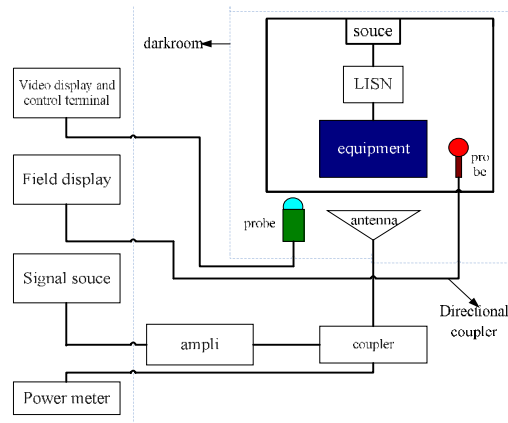 souce
darkroom
LISN
Video display and
control terminal
equipment
pro
be
Field display
antenna
probe
Signal souce
Directional
coupler
ampli
coupler
Power meter